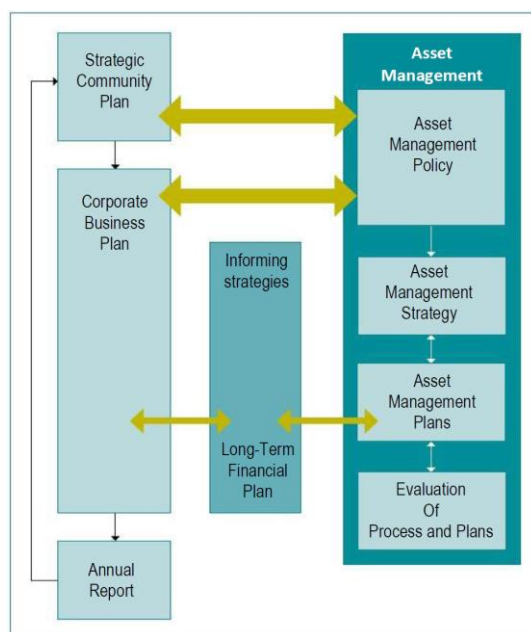 Strategic
Community
Plan
Corporate
Business
Plan
Annual
Report
Informing
strategies
Long-Term
Financial
Plan
Asset
Management
Asset
Management
Policy
Asset
Management
Strategy
Asset
Management
Plans
Evaluation
Of
Process and Plans